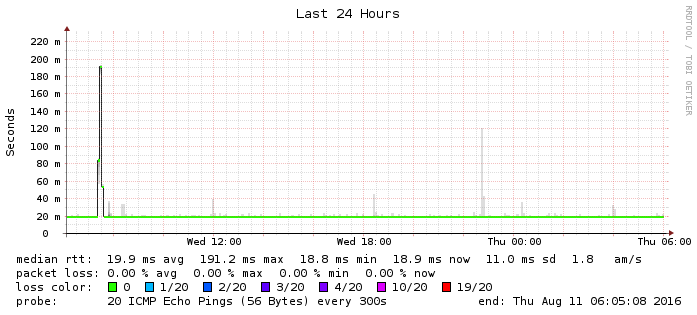 Last 24 Hours
RRDTOOL / TOBI OETIKER
Seconds
220 m
200 m
180 m
160 m
140 m
120 m
100 m
80 m
60 m
40 m
20 m
0
Wed 12:00 Wed 18:00 Thu 00:00 Thu 06:00
median rtt: 19.9 ms avg 191.2 ms max 18.8 ms min 18.9 ms now 11.0 ms sd 1.8 am/s
packet loss: 0.00 % avg 0.00 % max 0.00 % min 0.00 % now
loss color: 0 1/20 2/20 3/20 4/20 10/20 19/20
probe: 20 ICMP Echo Pings (56 Bytes) every 300s end: Thu Aug 11 06:05:08 2016